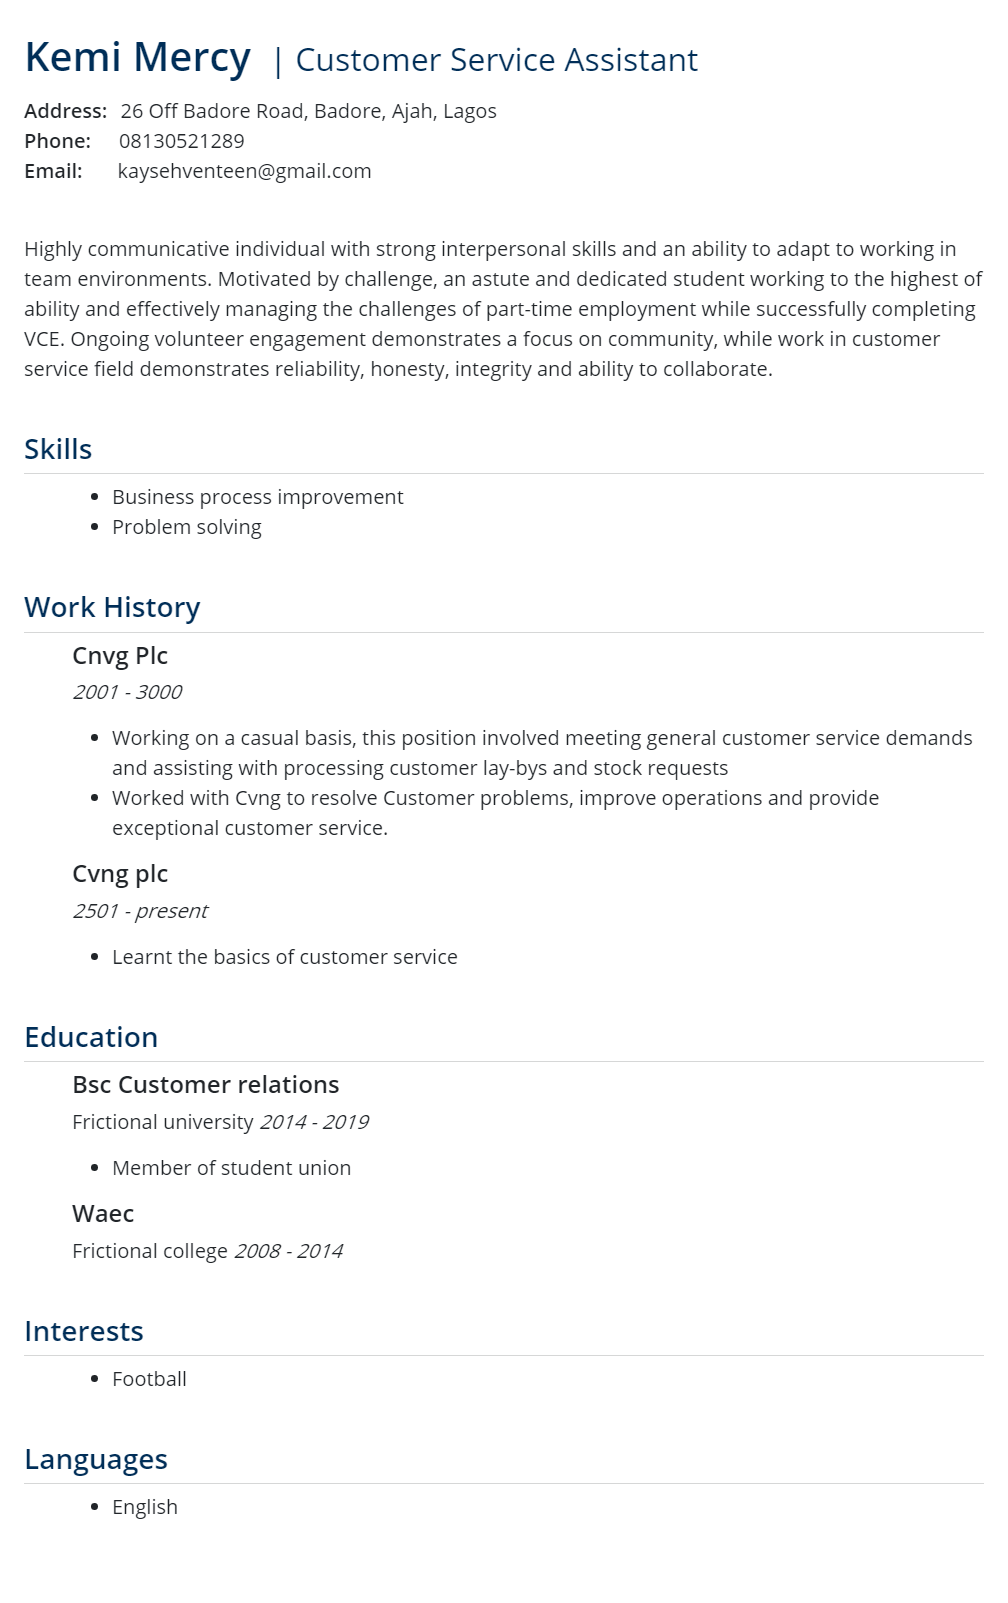 Kemi Mercy | Customer Service Assistant
Address: 26 Off Badore Road, Badore, Ajah, Lagos
Phone: 08130521289
Email: kaysehventeen@gmail.com
Highly communicative individual with strong interpersonal skills and an ability to adapt to working in
team environments. Motivated by challenge, an astute and dedicated student working to the highest of
ability and effectively managing the challenges of part-time employment while successfully completing
VCE. Ongoing volunteer engagement demonstrates a focus on community, while work in customer
service field demonstrates reliability, honesty, integrity and ability to collaborate.
Skills
• Business process improvement
• Problem solving
Work History
Cnvg Plc
2001 - 3000
• Working on a casual basis, this position involved meeting general customer service demands
and assisting with processing customer lay-bys and stock requests
• Worked with Cvng to resolve Customer problems, improve operations and provide
exceptional customer service.
Cvng plc
2501 - present
• Learnt the basics of customer service
Education
Bsc Customer relations
Frictional university 2014 - 2019
• Member of student union
Waec
Frictional college 2008 - 2014
Interests
• Football
Languages
• English